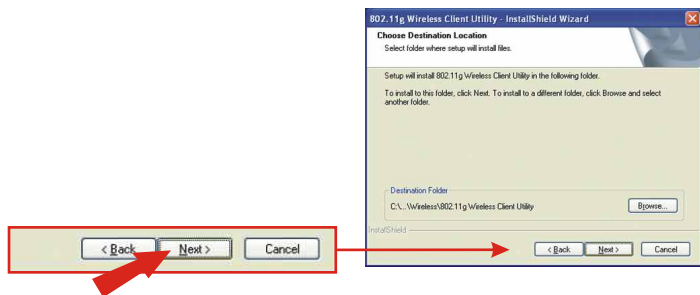 802.11g Wireless Client Utility - InstallShield Wizard
Choose Destination Location
Select folder where setup will install files.
Setup will install 802.11g Wireless Client Utility in the following folder.
To install to this folder, click Next. To install to a different folder, click Browse and select
another folder.
Destination Folder
C:\...\Wireless\802.11g Wireless Client Utility
Browse...
InstallShield
< Back Next > Cancel
< Back Next > Cancel